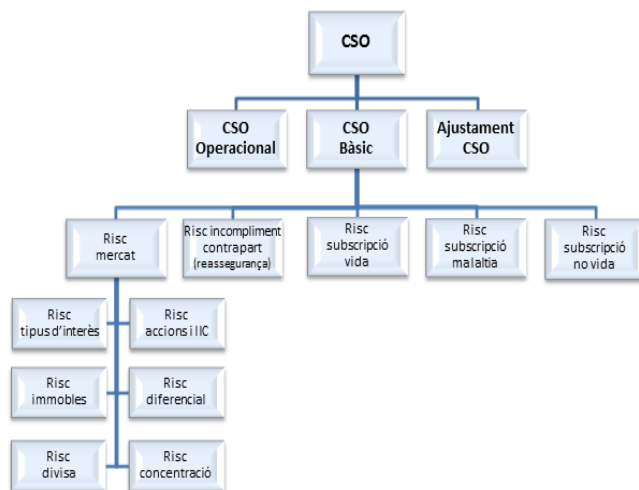 CSO
CSO
Operacional
CSO
Bàsic
Ajustament
CSO
Risc
mercat
Risc incompliment
contrapart
(reassegurança)
Risc
subscripció
vida
Risc
subscripció
malaltia
Risc
subscripció
no vida
Risc
tipus d'interès
Risc
accions i IIC
Risc
immobles
Risc
diferencial
Risc
divisa
Risc
concentració